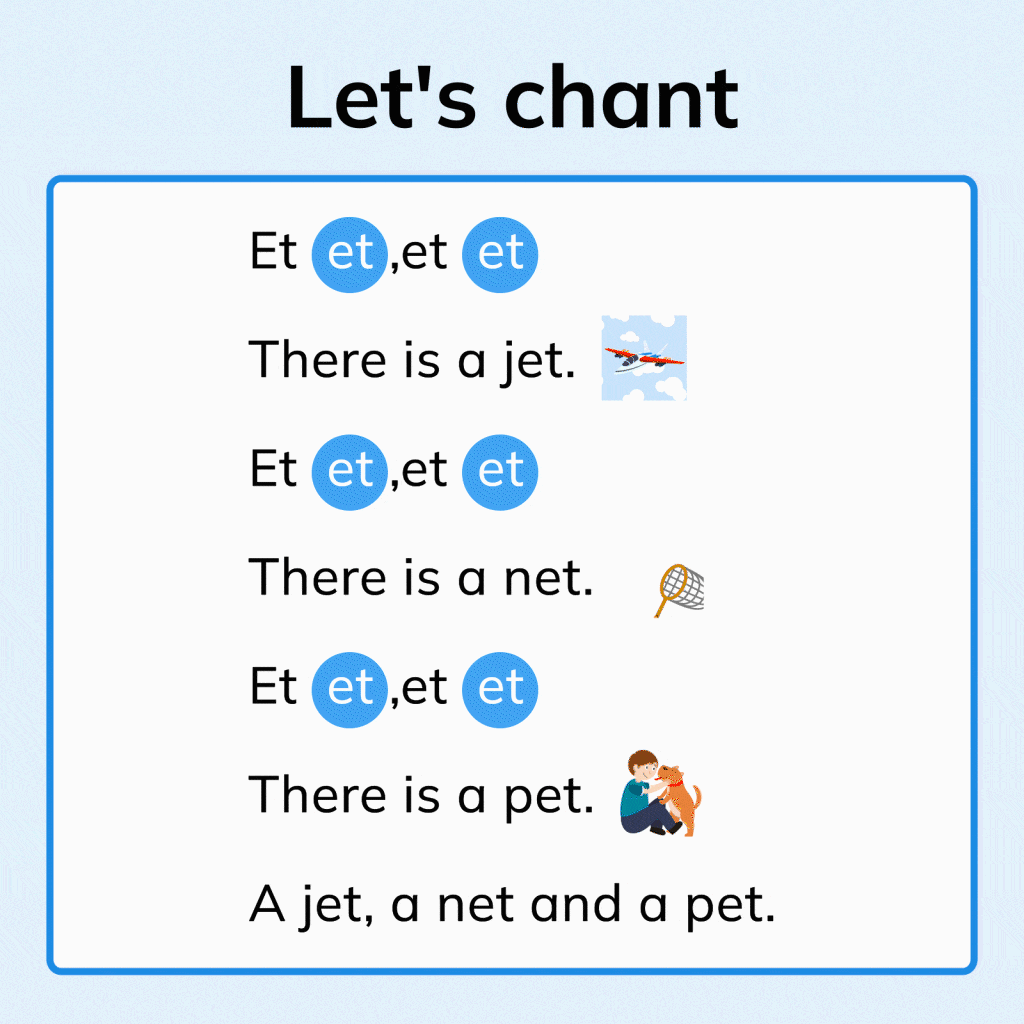 Let's chant
Et et,et et
There is a jet.
Et et,et et
There is a net.
Et et,et et
There is a pet.
A jet, a net and a pet.